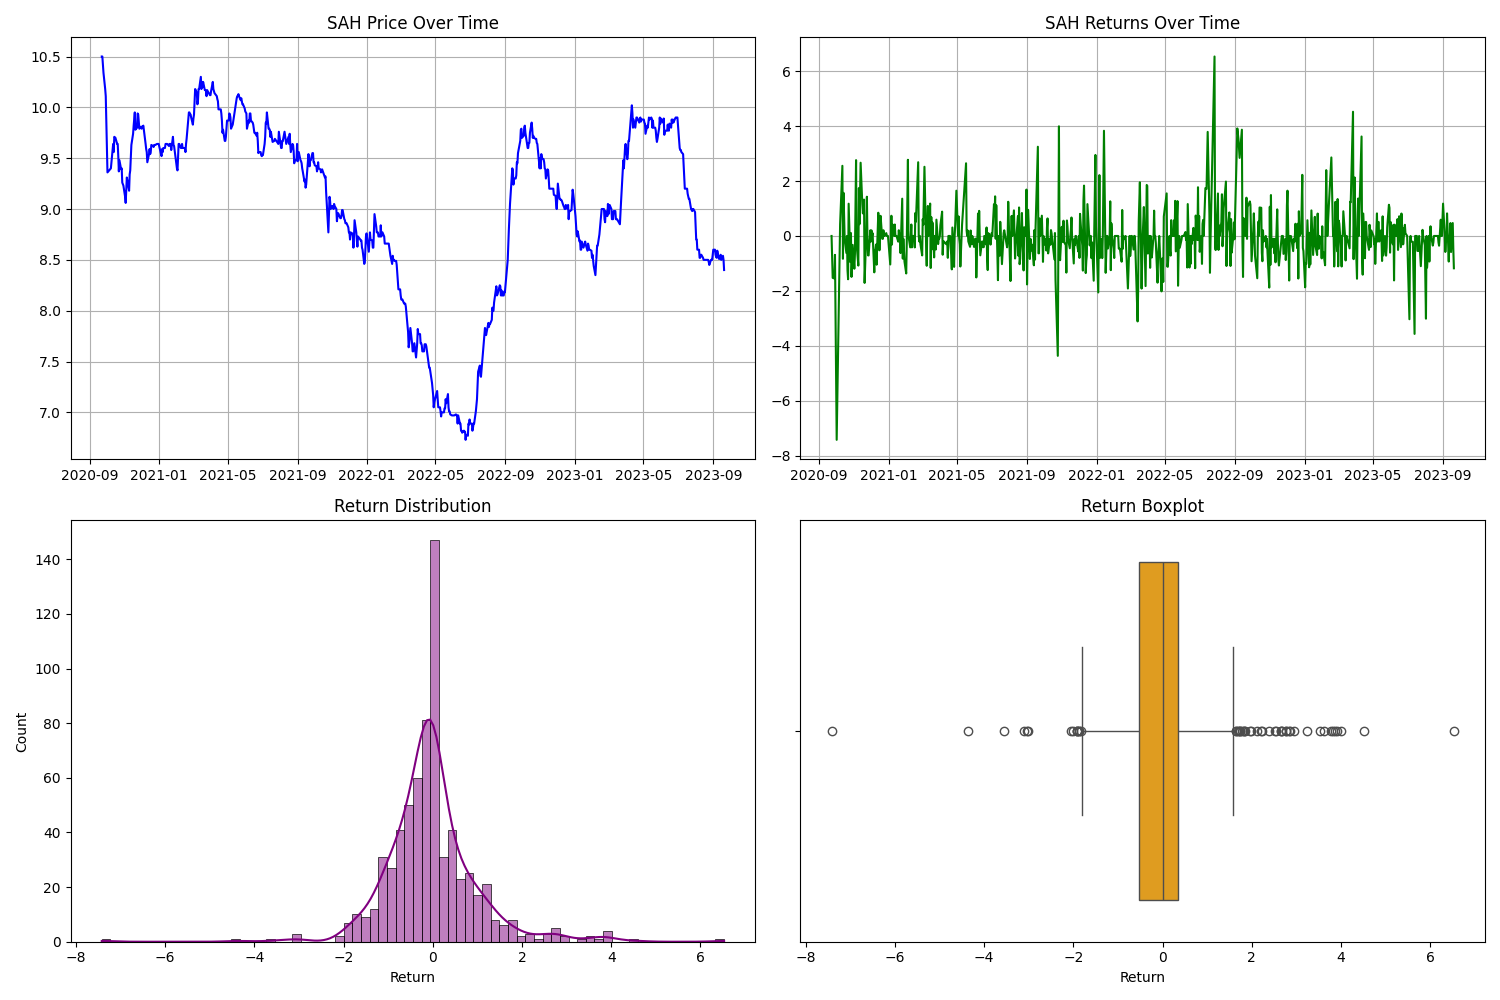 SAH Price Over Time
10.5
10.0
9.5
9.0
8.5
8.0
7.5
7.0
2020-09 2021-01 2021-05 2021-09 2022-01 2022-05 2022-09 2023-01 2023-05 2023-09
SAH Returns Over Time
6
4
2
0
−2
−4
−6
−8
2020-09 2021-01 2021-05 2021-09 2022-01 2022-05 2022-09 2023-01 2023-05 2023-09
Return Distribution
Count
140
120
100
80
60
40
20
0
−8 −6 −4 −2 0 2 4 6
Return
Return Boxplot
−8 −6 −4 −2 0 2 4 6
Return